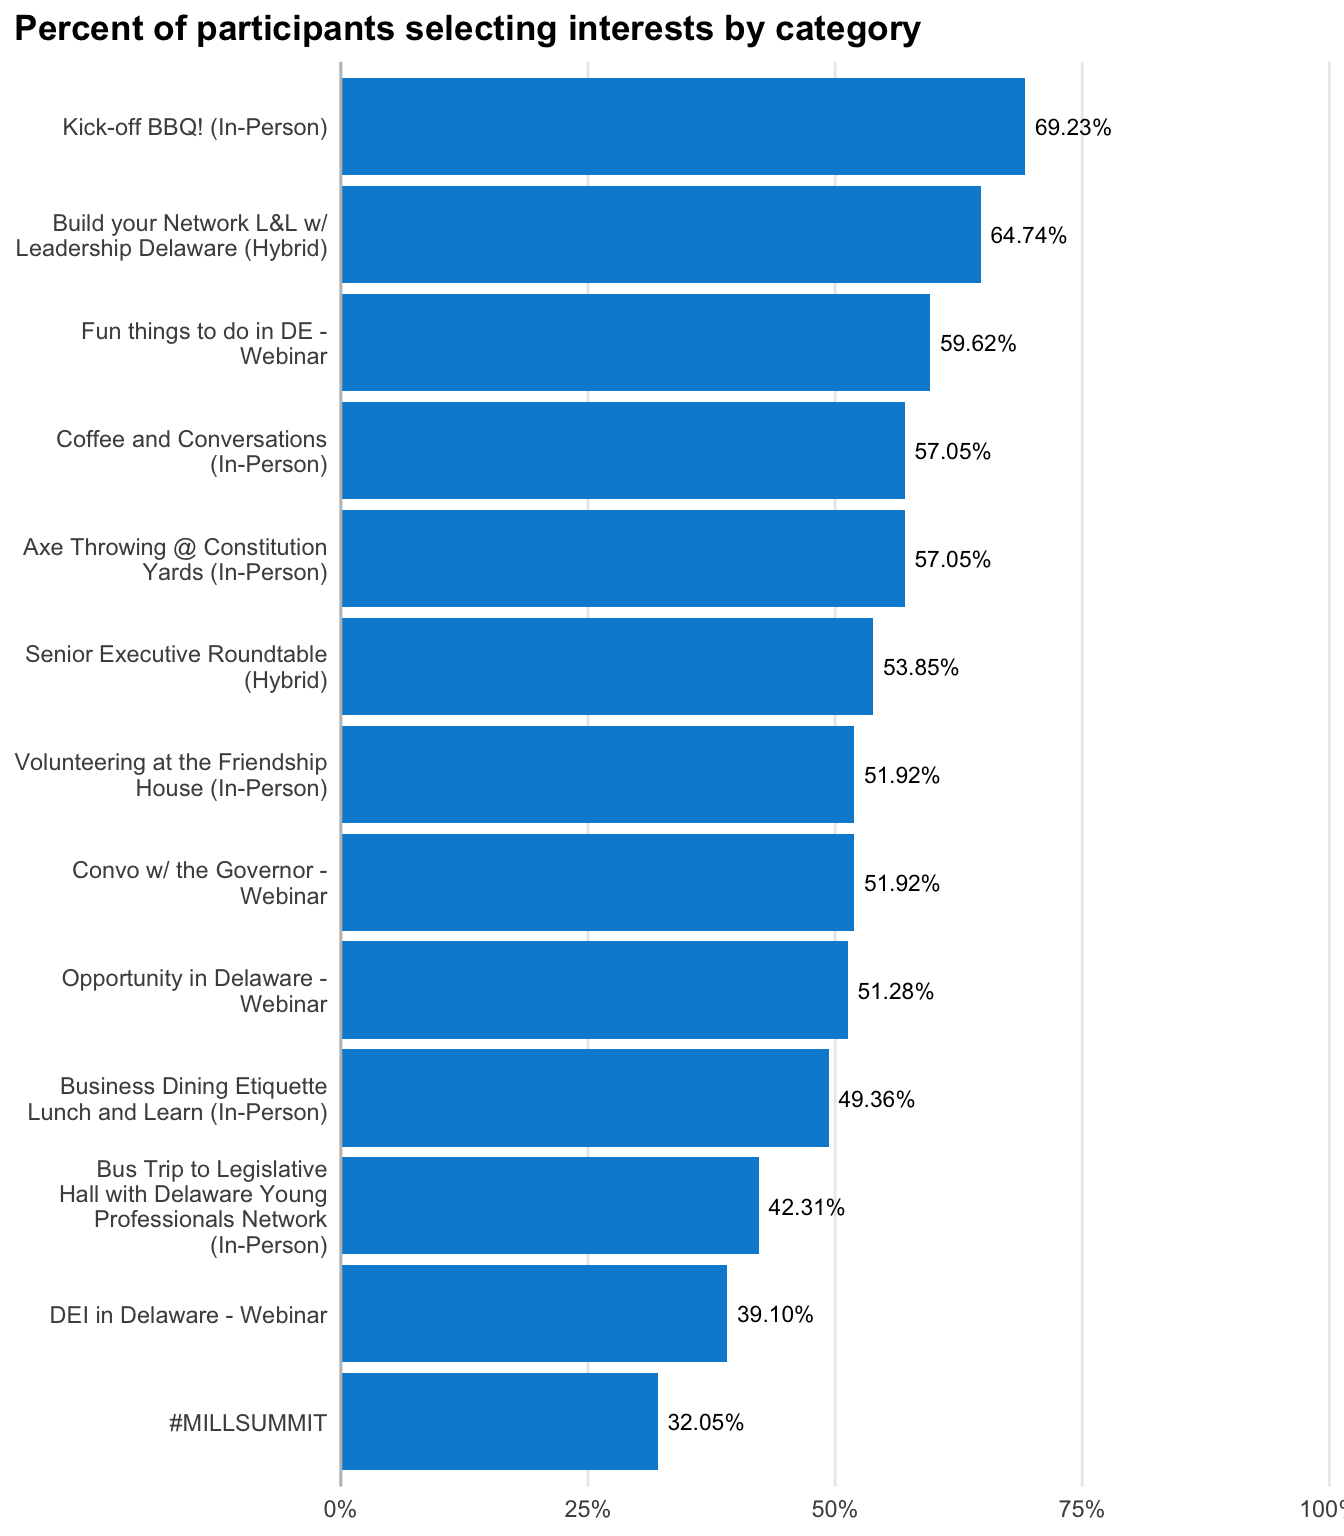 Percent of participants selecting interests by category
Kick-off BBQ! (In-Person)
69.23%
Build your Network L&L w/
Leadership Delaware (Hybrid)
64.74%
Fun things to do in DE -
Webinar
59.62%
Coffee and Conversations
(In-Person)
57.05%
Axe Throwing @ Constitution
Yards (In-Person)
57.05%
Senior Executive Roundtable
(Hybrid)
53.85%
Volunteering at the Friendship
House (In-Person)
51.92%
Convo w/ the Governor -
Webinar
51.92%
Opportunity in Delaware -
Webinar
51.28%
Business Dining Etiquette
Lunch and Learn (In-Person)
49.36%
Bus Trip to Legislative
Hall with Delaware Young
Professionals Network
(In-Person)
42.31%
DEI in Delaware - Webinar
39.10%
#MILLSUMMIT
32.05%
0% 25% 50% 75% 100%